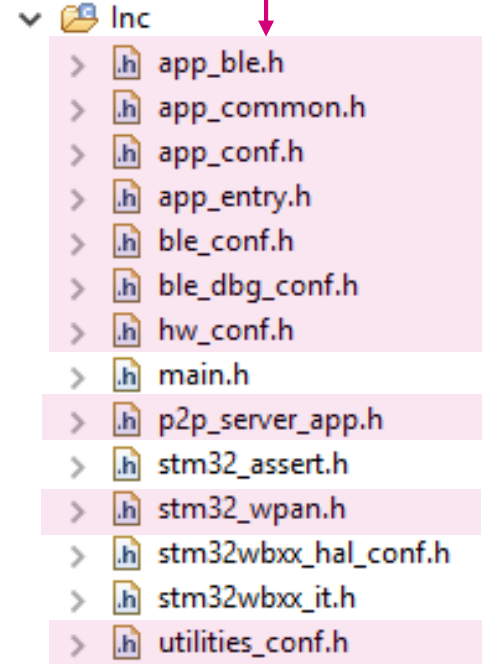 Inc
.h app_ble.h
.h app_common.h
.h app_conf.h
.h app_entry.h
.h ble_conf.h
.h ble_dbg_conf.h
.h hw_conf.h
.h main.h
.h p2p_server_app.h
.h stm32_assert.h
.h stm32_wpan.h
.h stm32wbxx_hal_conf.h
.h stm32wbxx_it.h
.h utilities_conf.h